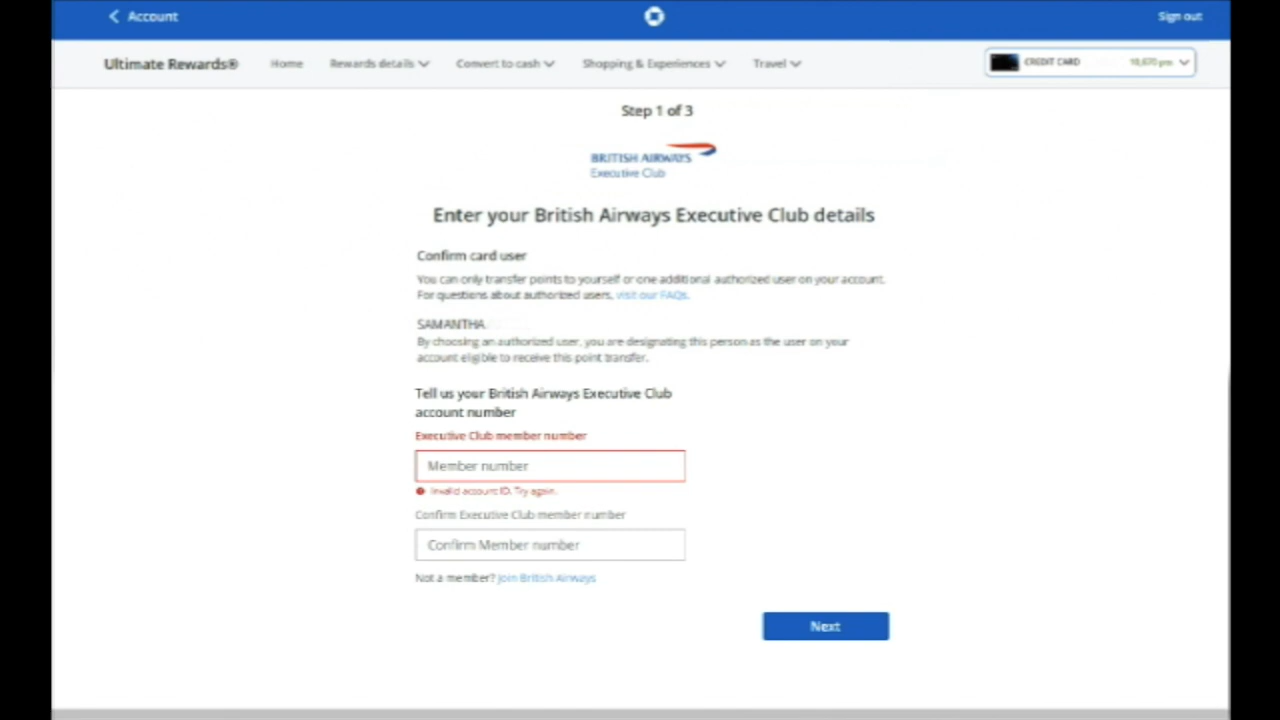 Account
Sign out
Ultimate Rewards®
Home
Rewards details
Convert to cash
Shopping & Experiences
Travel
CREDIT CARD
Step 1 of 3
BRITISH AIRWAYS
Executive Club
Enter your British Airways Executive Club details
Confirm card user
You can only transfer points to yourself or one additional authorized user on your account.
For questions about authorized users, visit our FAQs.
SAMANTHA
By choosing an authorized user, you are designating this person as the user on your
account eligible to receive this point transfer.
Tell us your British Airways Executive Club
account number
Executive Club member number
Member number
Invalid account ID. Try again.
Confirm Executive Club member number
Confirm Member number
Not a member? Join British Airways
Next